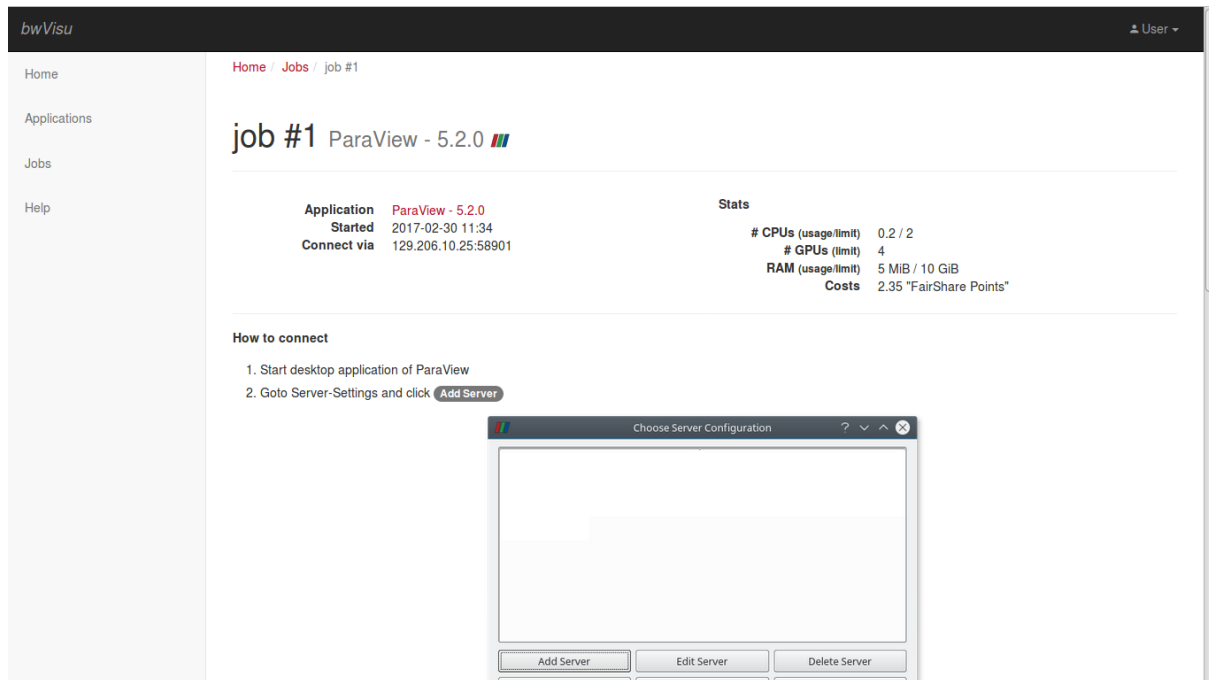 bwVisu
User
Home
Applications
Jobs
Help
Home / Jobs / job #1
job #1 ParaView - 5.2.0
Application ParaView - 5.2.0
Started 2017-02-30 11:34
Connect via 129.206.10.25:58901
Stats
# CPUs (usage/limit) 0.2 / 2
# GPUs (limit) 4
RAM (usage/limit) 5 MiB / 10 GiB
Costs 2.35 "FairShare Points"
How to connect
1. Start desktop application of ParaView
2. Goto Server-Settings and click Add Server
Choose Server Configuration ?
Add Server Edit Server Delete Server